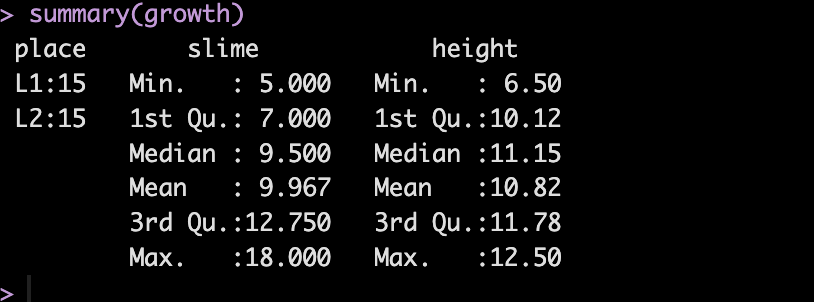 > summary(growth)
 place      slime            height     
 L1:15   Min.   : 5.000   Min.   : 6.50  
 L2:15   1st Qu.: 7.000   1st Qu.:10.12  
         Median : 9.500   Median :11.15  
         Mean   : 9.967   Mean   :10.82  
         3rd Qu.:12.750   3rd Qu.:11.78  
         Max.   :18.000   Max.   :12.50  
>